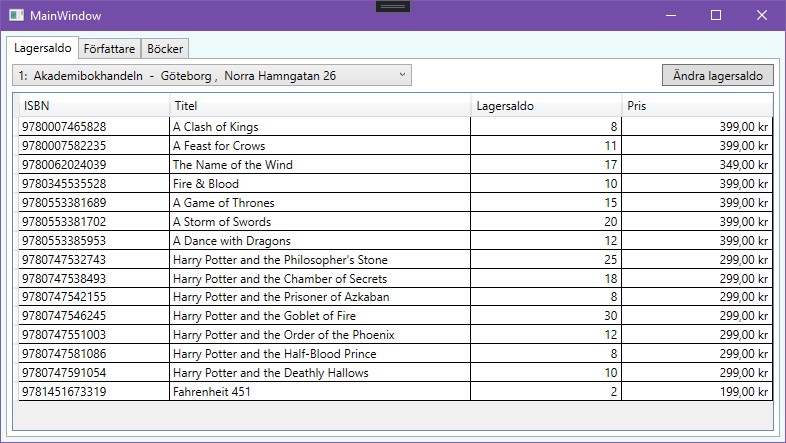 MainWindow
Lagersaldo Författare Böcker
1: Akademibokhandeln - Göteborg , Norra Hamngatan 26 Ändra lagersaldo
ISBN Titel Lagersaldo Pris
9780007465828 A Clash of Kings 8 399,00 kr
9780007582235 A Feast for Crows 11 399,00 kr
9780062024039 The Name of the Wind 17 349,00 kr
9780345535528 Fire & Blood 10 399,00 kr
9780553381689 A Game of Thrones 15 399,00 kr
9780553381702 A Storm of Swords 20 399,00 kr
9780553385953 A Dance with Dragons 12 399,00 kr
9780747532743 Harry Potter and the Philosopher's Stone 25 299,00 kr
9780747538493 Harry Potter and the Chamber of Secrets 18 299,00 kr
9780747542155 Harry Potter and the Prisoner of Azkaban 8 299,00 kr
9780747546245 Harry Potter and the Goblet of Fire 30 299,00 kr
9780747551003 Harry Potter and the Order of the Phoenix 12 299,00 kr
9780747581086 Harry Potter and the Half-Blood Prince 8 299,00 kr
9780747591054 Harry Potter and the Deathly Hallows 10 299,00 kr
9781451673319 Fahrenheit 451 2 199,00 kr